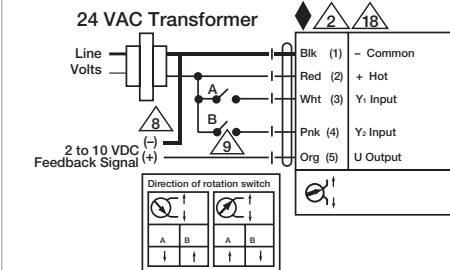 24 VAC Transformer
2 18
Line
Volts
Blk (1) – Common
Red (2) + Hot
A
Wht (3) Y1 Input
B
Pnk (4) Y2 Input
8
9
(–)
2 to 10 VDC
Feedback Signal (+)
Org (5) U Output
Direction of rotation switch
A B A B